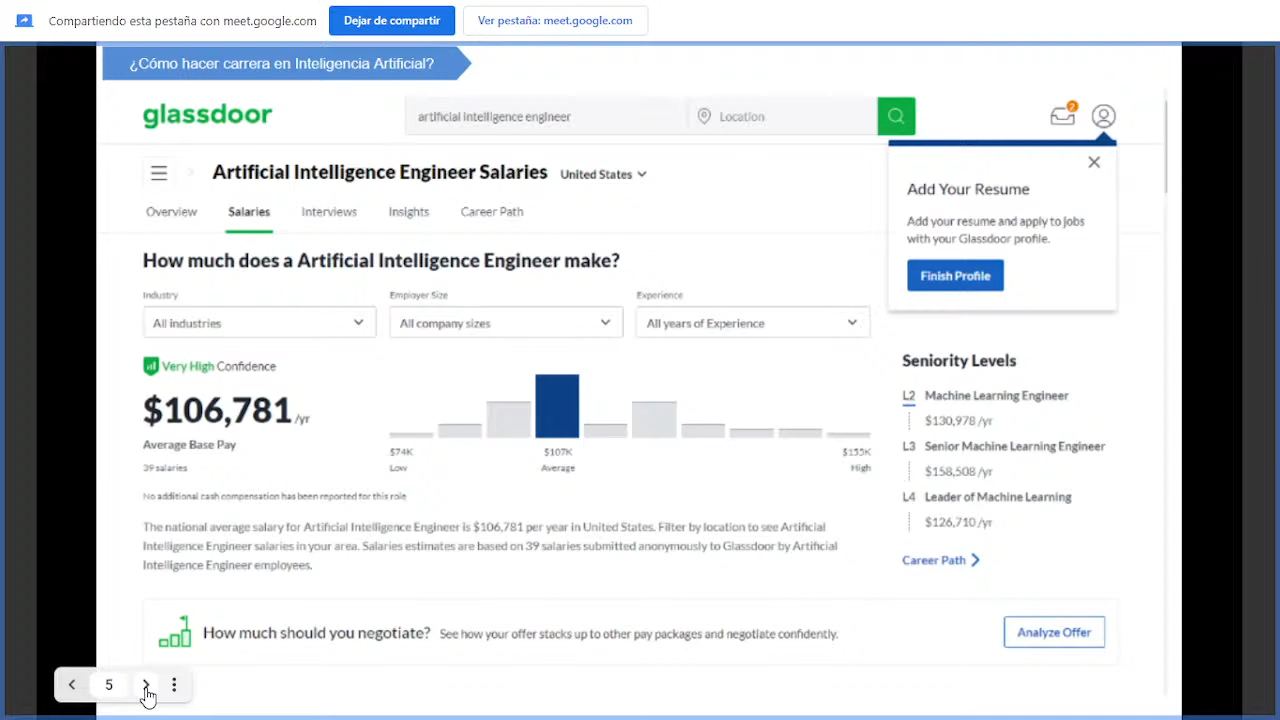 Compartiendo esta pestaña con meet.google.com
Dejar de compartir
Ver pestaña: meet.google.com
¿Cómo hacer carrera en Inteligencia Artificial?
glassdoor
artificial intelligence engineer
Location
2
Artificial Intelligence Engineer Salaries
United States
Overview
Salaries
Interviews
Insights
Career Path
Add Your Resume
Add your resume and apply to jobs
with your Glassdoor profile.
Finish Profile
How much does a Artificial Intelligence Engineer make?
Industry
Employer Size
Experience
All industries
All company sizes
All years of Experience
Very High Confidence
$106,781 /yr
Average Base Pay
39 salaries
$74K
Low
$107K
Average
$155K
High
No additional cash compensation has been reported for this role
The national average salary for Artificial Intelligence Engineer is $106,781 per year in United States. Filter by location to see Artificial
Intelligence Engineer salaries in your area. Salaries estimates are based on 39 salaries submitted anonymously to Glassdoor by Artificial
Intelligence Engineer employees.
Seniority Levels
L2 Machine Learning Engineer
$130,978 /yr
L3 Senior Machine Learning Engineer
$158,508 /yr
L4 Leader of Machine Learning
$126,710 /yr
Career Path
How much should you negotiate? See how your offer stacks up to other pay packages and negotiate confidently.
Analyze Offer
5